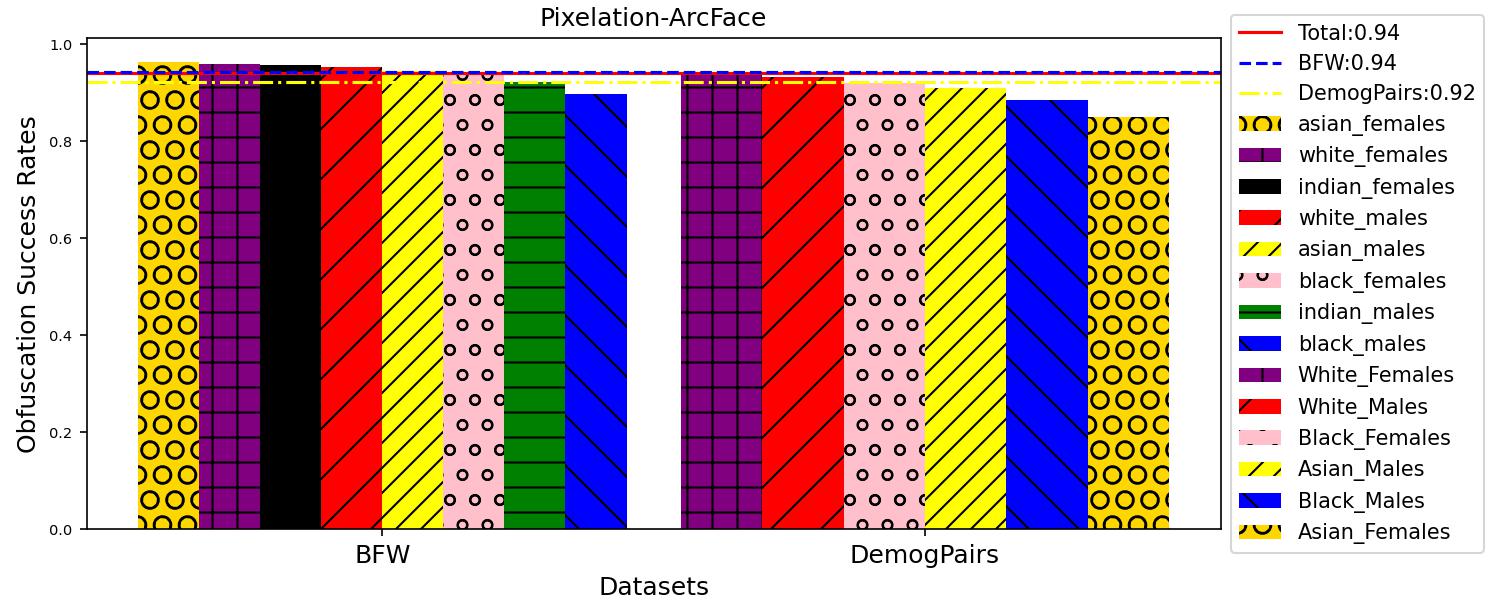 Pixelation-ArcFace
Obfuscation Success Rates
1.0
0.8
0.6
0.4
0.2
0.0
BFW
DemogPairs
Datasets
Total:0.94
BFW:0.94
DemogPairs:0.92
asian_females
white_females
indian_females
white_males
asian_males
black_females
indian_males
black_males
White_Females
White_Males
Black_Females
Asian_Males
Black_Males
Asian_Females